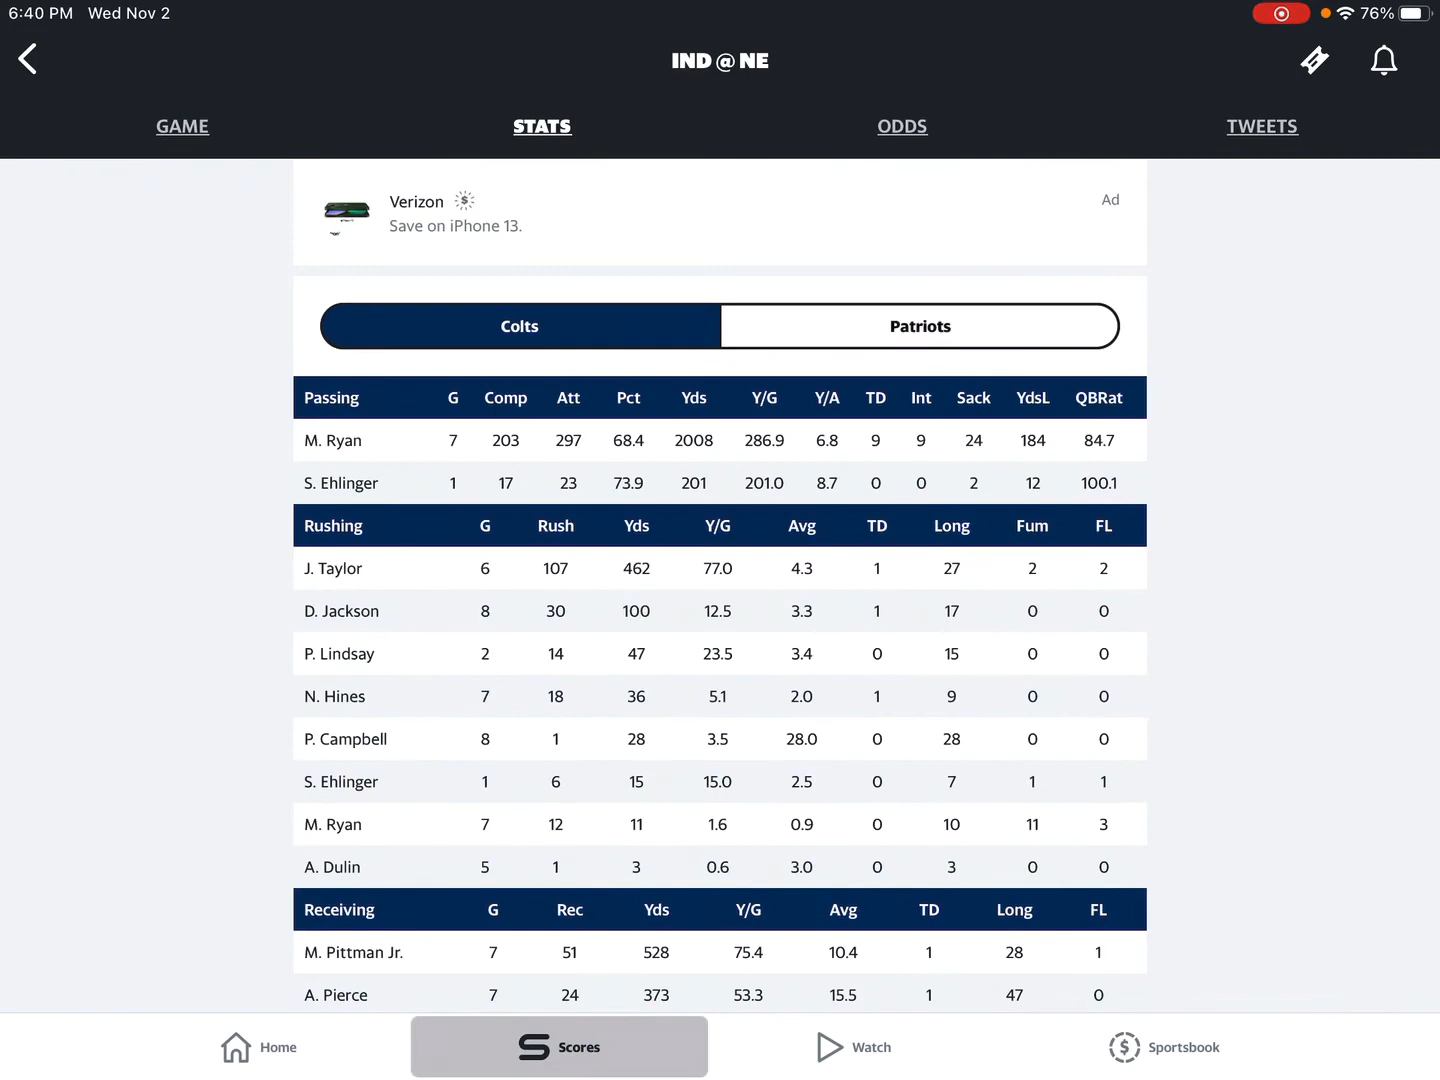 6:40 PM Wed Nov 2
76%
IND @ NE
GAME STATS ODDS TWEETS
Verizon
Ad
Save on iPhone 13.
Colts Patriots
Passing G Comp Att Pct Yds Y/G Y/A TD Int Sack YdsL QBRat
M. Ryan 7 203 297 68.4 2008 286.9 6.8 9 9 24 184 84.7
S. Ehlinger 1 17 23 73.9 201 201.0 8.7 0 0 2 12 100.1
Rushing G Rush Yds Y/G Avg TD Long Fum FL
J. Taylor 6 107 462 77.0 4.3 1 27 2 2
D. Jackson 8 30 100 12.5 3.3 1 17 0 0
P. Lindsay 2 14 47 23.5 3.4 0 15 0 0
N. Hines 7 18 36 5.1 2.0 1 9 0 0
P. Campbell 8 1 28 3.5 28.0 0 28 0 0
S. Ehlinger 1 6 15 15.0 2.5 0 7 1 1
M. Ryan 7 12 11 1.6 0.9 0 10 11 3
A. Dulin 5 1 3 0.6 3.0 0 3 0 0
Receiving G Rec Yds Y/G Avg TD Long FL
M. Pittman Jr. 7 51 528 75.4 10.4 1 28 1
A. Pierce 7 24 373 53.3 15.5 1 47 0
Home Scores Watch Sportsbook